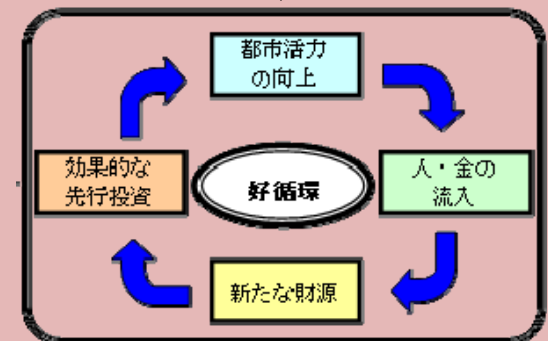 都市活力
の向上
効果的な
先行投資
好循環
人・金の
流入
新たな財源